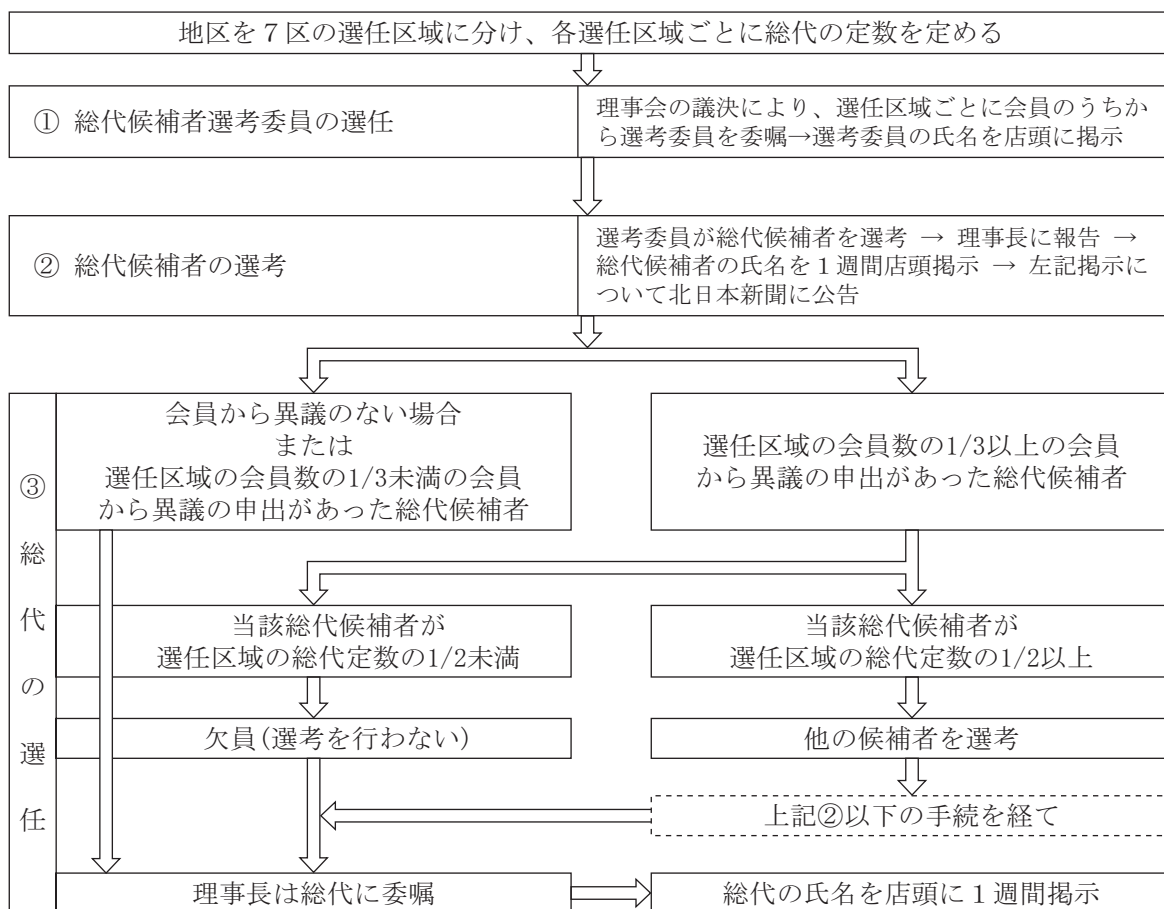 地区を７区の選任区域に分け、各選任区域ごとに総代の定数を定める
① 総代候補者選考委員の選任
理事会の議決により、選任区域ごとに会員のうちか
ら選考委員を委嘱→選考委員の氏名を店頭に掲示
② 総代候補者の選考
選考委員が総代候補者を選考 → 理事長に報告 →
総代候補者の氏名を１週間店頭掲示 → 左記掲示に
ついて北日本新聞に公告
③総代の選任
会員から異議のない場合
または
選任区域の会員数の1/3未満の会員
から異議の申出があった総代候補者
選任区域の会員数の1/3以上の会員
から異議の申出があった総代候補者
当該総代候補者が
選任区域の総代定数の1/2未満
当該総代候補者が
選任区域の総代定数の1/2以上
欠員(選考を行わない)
他の候補者を選考
上記②以下の手続を経て
理事長は総代に委嘱
総代の氏名を店頭に１週間掲示